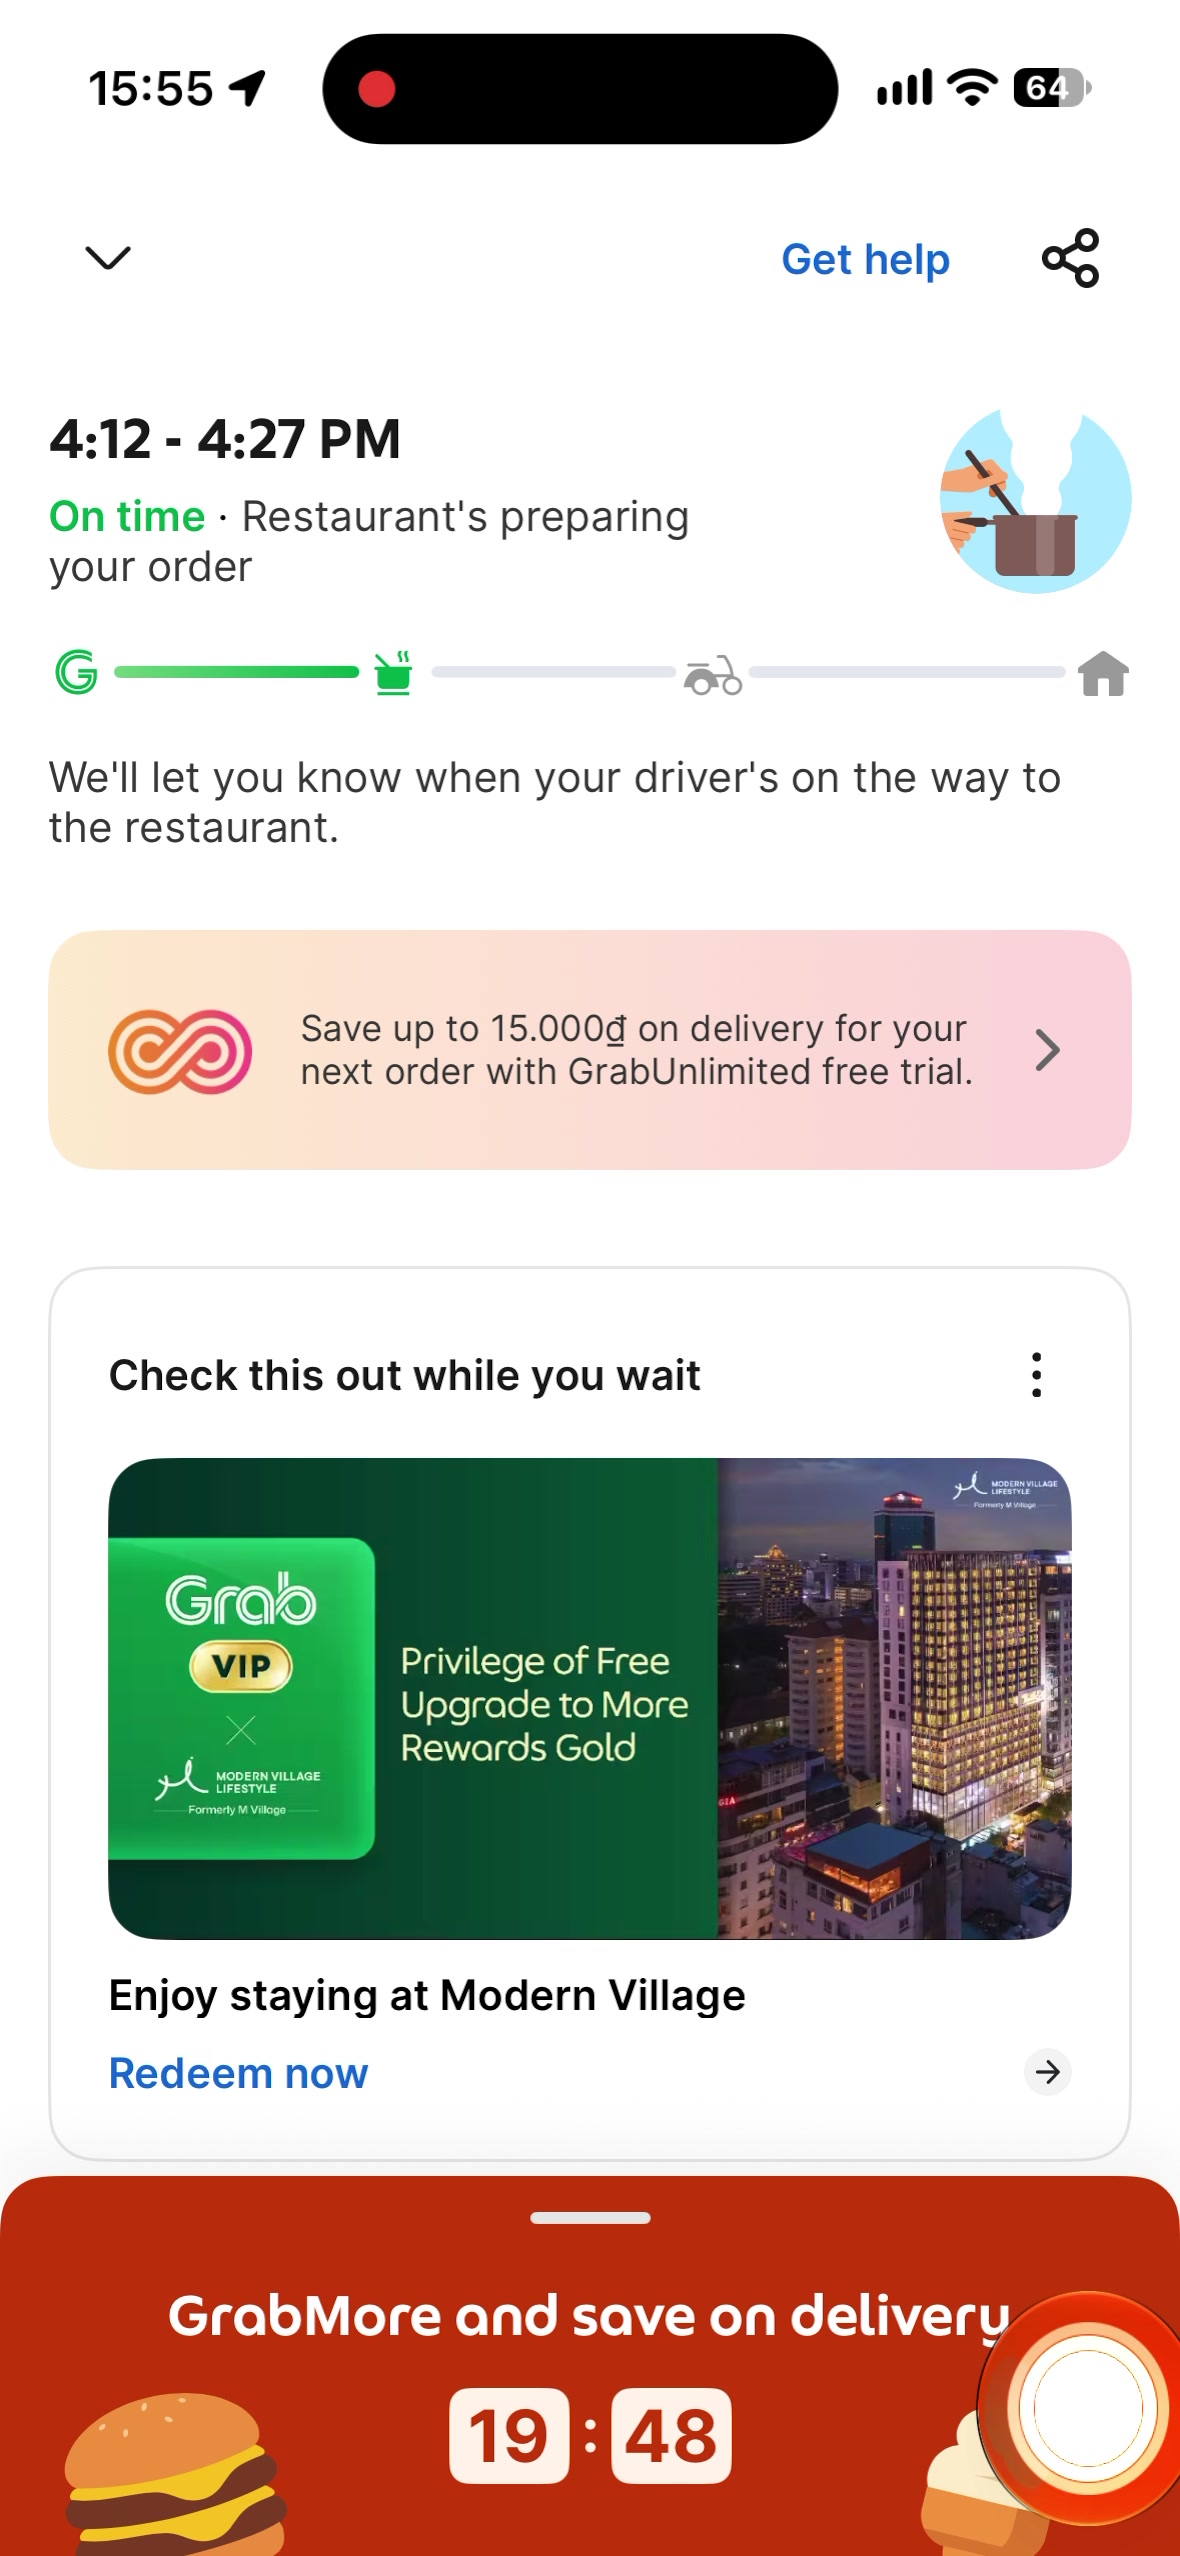 15:55
64
Get help
4:12 - 4:27 PM
On time · Restaurant's preparing
your order
We'll let you know when your driver's on the way to
the restaurant.
Save up to 15.000₫ on delivery for your
next order with GrabUnlimited free trial.
Check this out while you wait
Grab
VIP
MODERN VILLAGE
LIFESTYLE
Formerly M Village
Privilege of Free
Upgrade to More
Rewards Gold
MODERN VILLAGE
LIFESTYLE
Formerly M Village
GIA
Enjoy staying at Modern Village
Redeem now
GrabMore and save on delivery
19 : 48